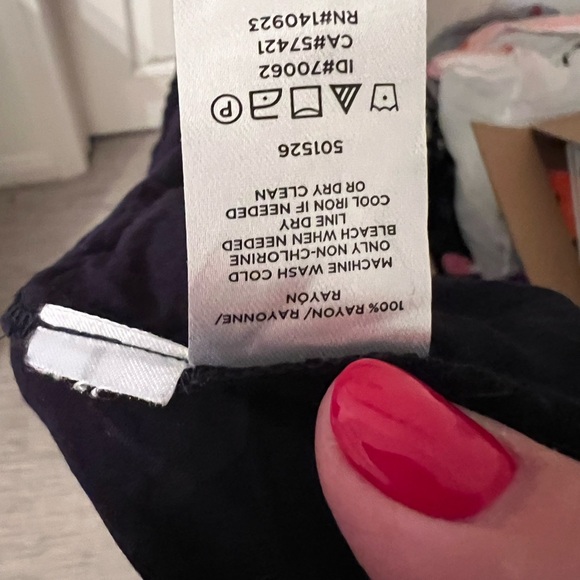 100% RAYON/ RAYONNE/
RAYÓN
MACHINE WASH COLD
ONLY NON-CHLORINE
BLEACH WHEN NEEDED
LINE DRY
COOL IRON IF NEEDED
OR DRY CLEAN
501526
P
ID#70062
CA#57421
RN#140923